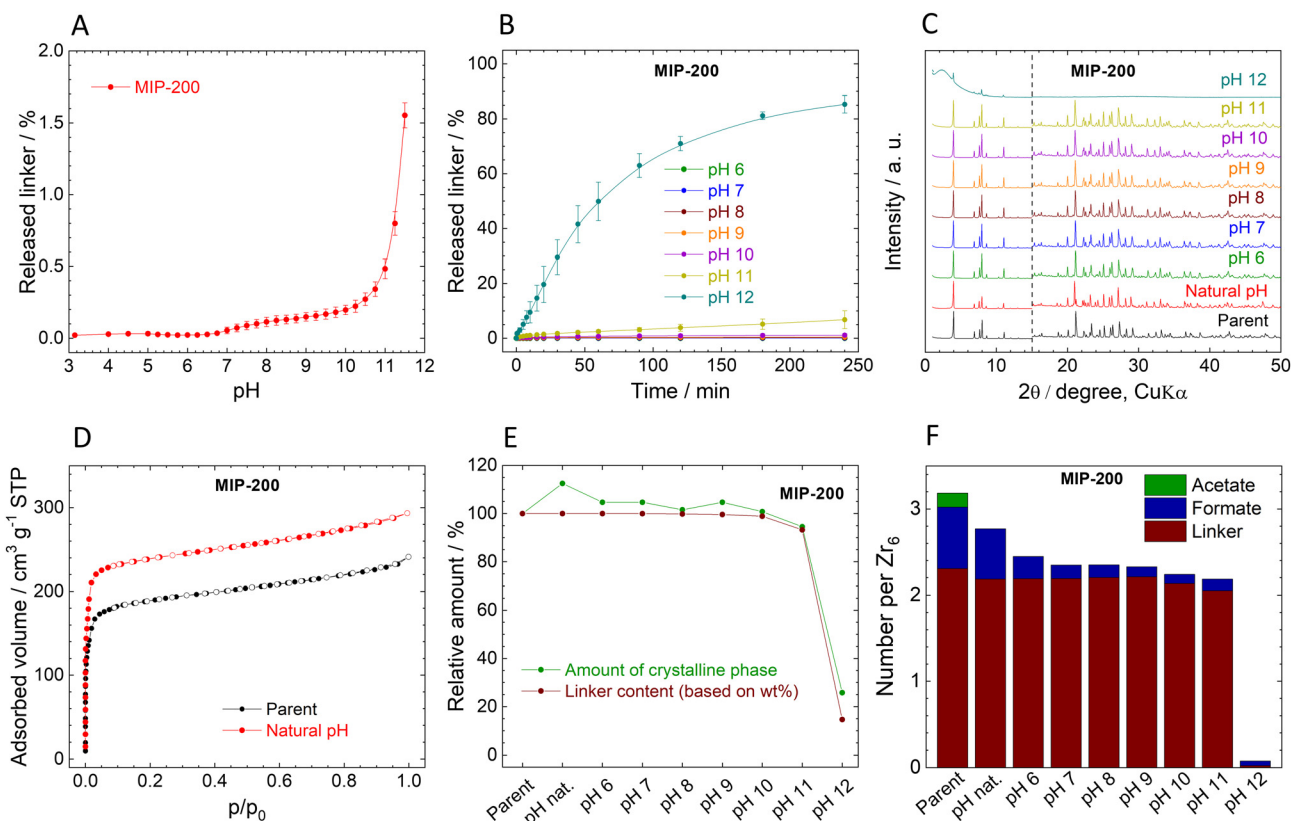 A
2.0
1.5
1.0
0.5
0.0
Released linker / %
MIP-200
3 4 5 6 7 8 9 10 11 12
pH
B
MIP-200
100
80
60
40
20
0
Released linker / %
pH 6
pH 7
pH 8
pH 9
pH 10
pH 11
pH 12
0 50 100 150 200 250
Time / min
C
MIP-200
Intensity / a. u.
pH 12
pH 11
pH 10
pH 9
pH 8
pH 7
pH 6
Natural pH
Parent
0 10 20 30 40 50
2θ / degree, CuKα
D
MIP-200
300
200
100
0
Adsorbed volume / cm³ g⁻¹ STP
Parent
Natural pH
0.0 0.2 0.4 0.6 0.8 1.0
p/p₀
E
MIP-200
120
100
80
60
40
20
0
Relative amount / %
Amount of crystalline phase
Linker content (based on wt%)
Parent pH nat. pH 6 pH 7 pH 8 pH 9 pH 10 pH 11 pH 12
F
MIP-200
Acetate
Formate
Linker
3
2
1
0
Number per Zr₆
Parent pH nat. pH 6 pH 7 pH 8 pH 9 pH 10 pH 11 pH 12